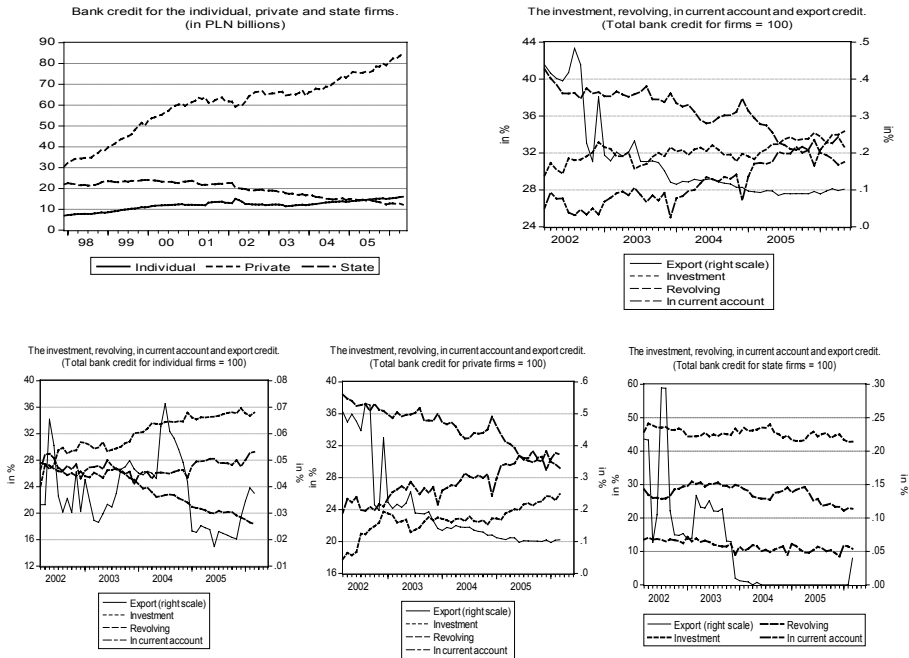 Bank credit for the individual, private and state firms.
(in PLN billions)
90
80
70
60
50
40
30
20
10
0
98 99 00 01 02 03 04 05
Individual Private State
The investment, revolving, in current account and export credit.
(Total bank credit for firms = 100)
44
40
36
32
28
24
in %
.5
.4
.3
.2
.1
.0
in%
2002 2003 2004 2005
Export (right scale)
Investment
Revolving
In current account
The investment, revolving, in current account and export credit.
(Total bank credit for individual firms = 100)
40
36
32
28
24
20
16
12
in %
.08
.07
.06
.05
.04
.03
.02
.01
in %
2002 2003 2004 2005
Export (right scale)
Investment
Revolving
In current account
The investment, revolving, in current account and export credit.
(Total bank credit for private firms = 100)
40
36
32
28
24
20
16
in %
.6
.5
.4
.3
.2
.1
.0
in %
2002 2003 2004 2005
Export (right scale)
Investment
Revolving
In current account
The investment, revolving, in current account and export credit.
(Total bank credit for state firms = 100)
60
50
40
30
20
10
0
in %
.30
.25
.20
.15
.10
.05
.00
in %
2002 2003 2004 2005
Export (right scale) Revolving
Investment In current account